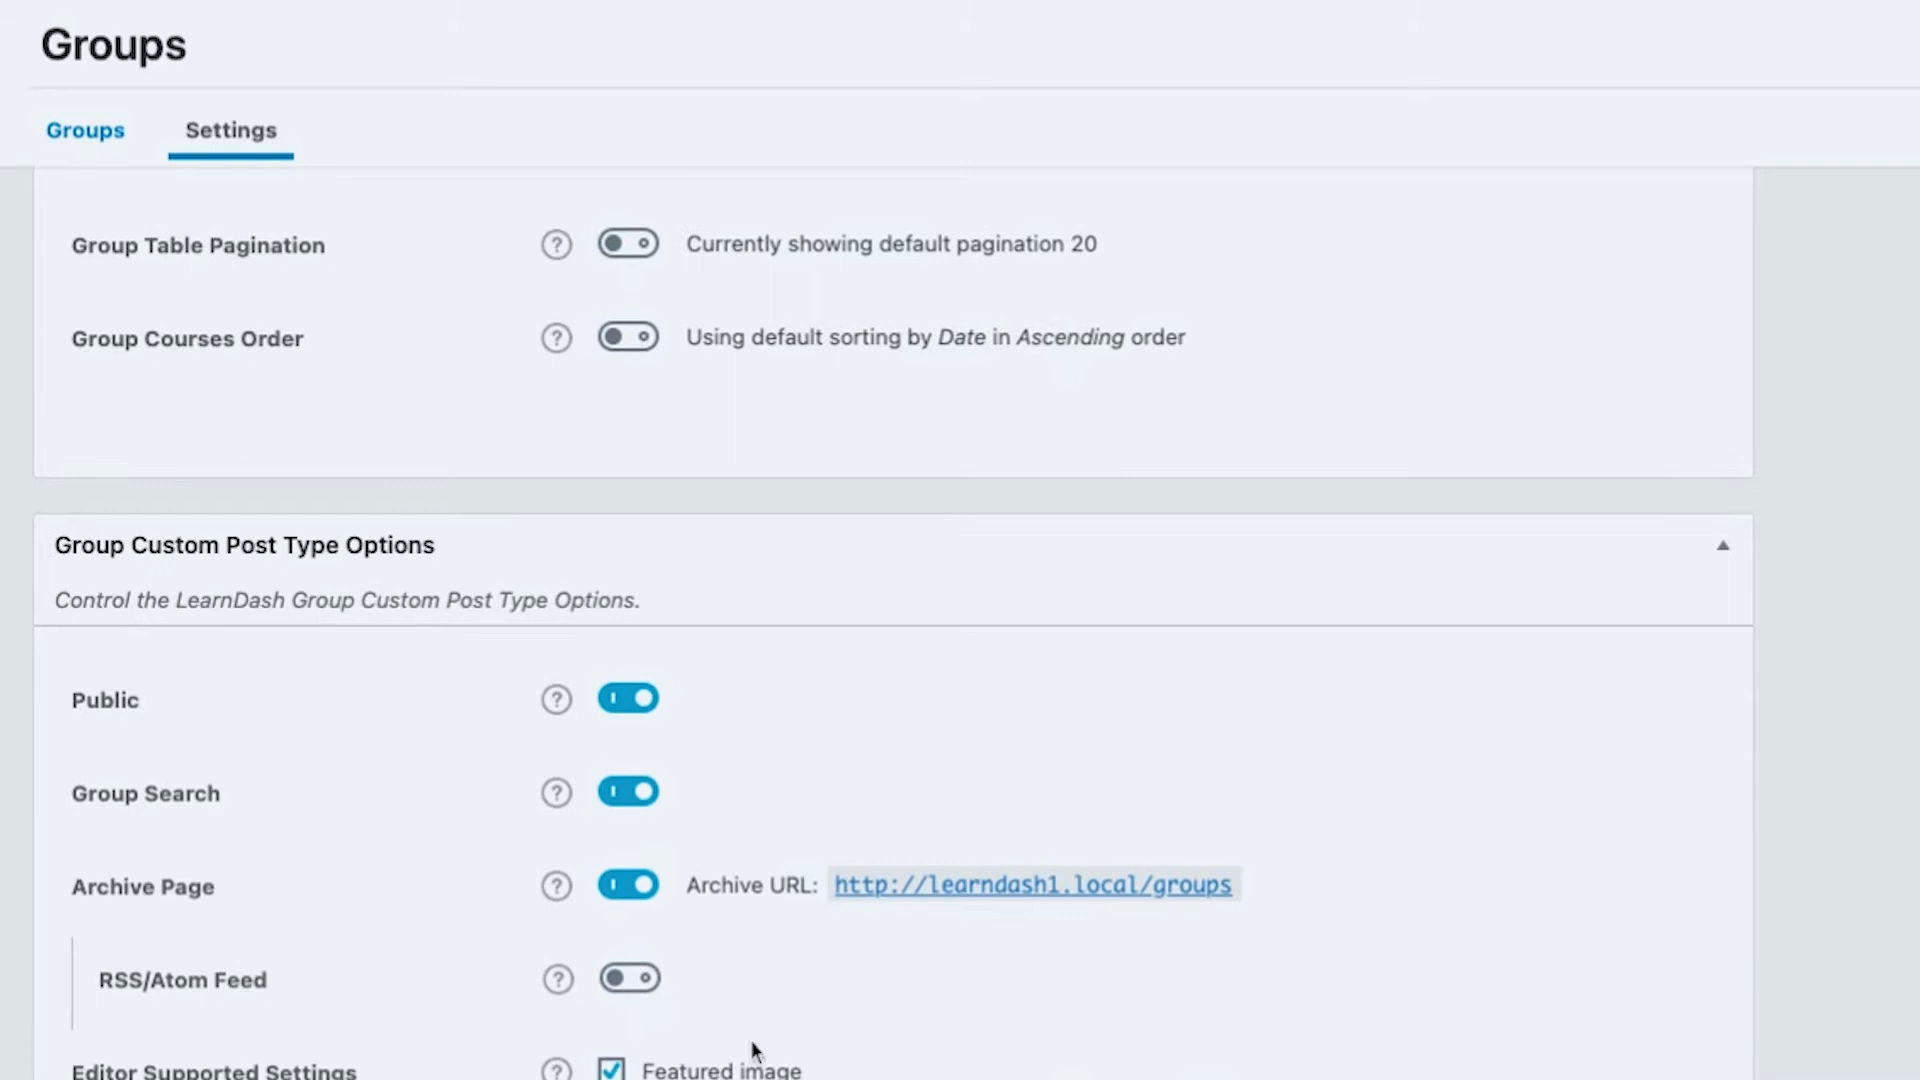 Groups
Groups Settings
Group Table Pagination ? Currently showing default pagination 20
Group Courses Order ? Using default sorting by Date in Ascending order
Group Custom Post Type Options
Control the LearnDash Group Custom Post Type Options.
Public ?
Group Search ?
Archive Page ? Archive URL: http://learndash1.local/groups
RSS/Atom Feed ?
Editor Supported Settings ? Featured image